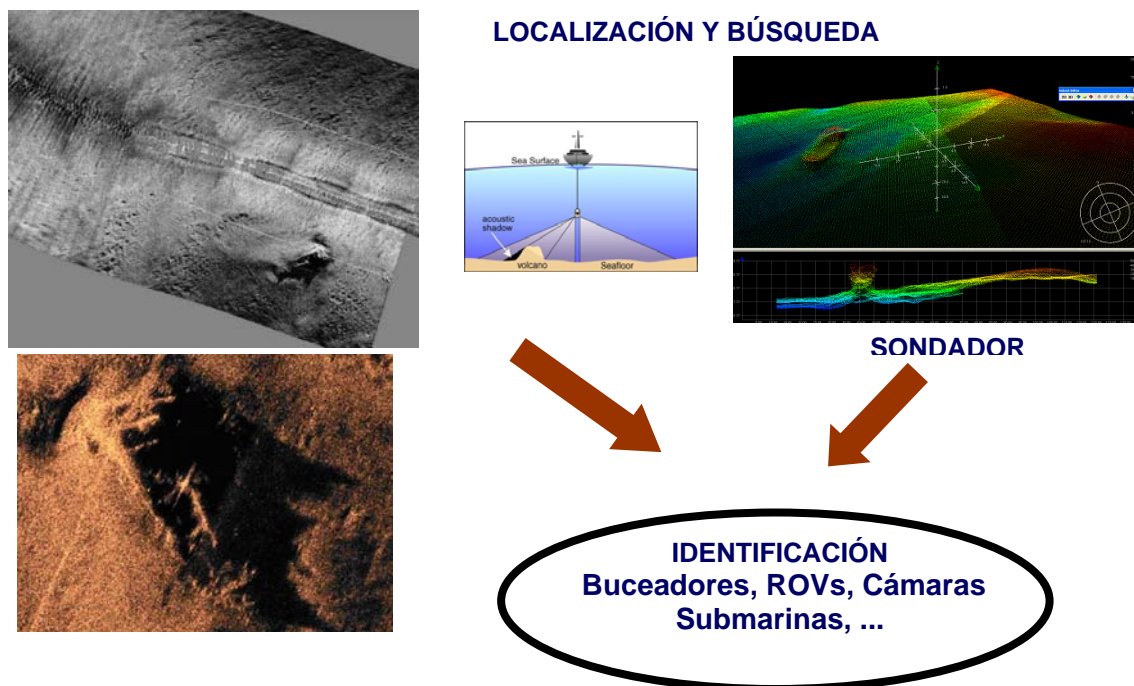 LOCALIZACIÓN Y BÚSQUEDA
Sea Surface
acoustic
shadow
volcano
Seafloor
SONDADOR
IDENTIFICACIÓN
Buceadores, ROVs, Cámaras
Submarinas, ...